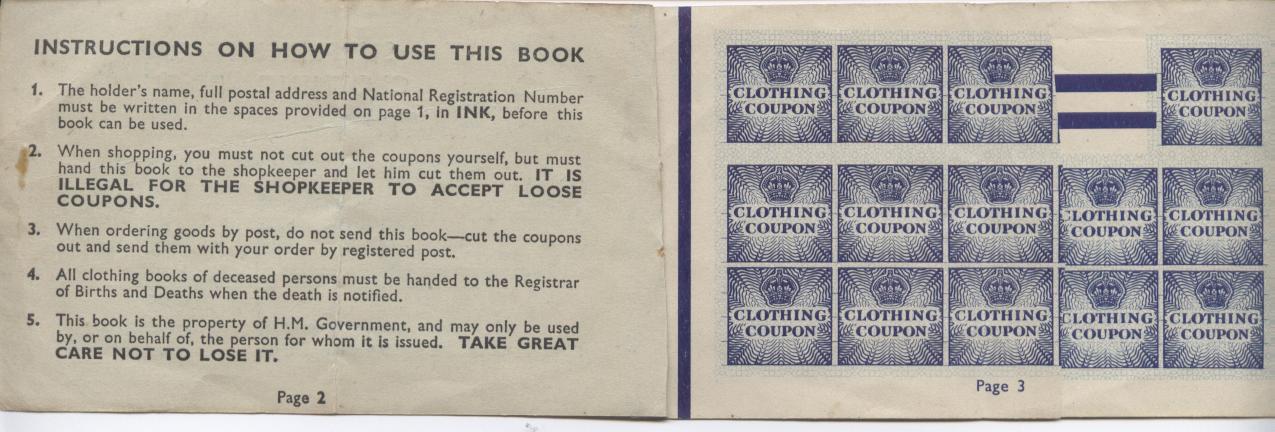 INSTRUCTIONS ON HOW TO USE THIS BOOK
1. The holder's name, full postal address and National Registration Number
must be written in the spaces provided on page 1, in INK, before this
book can be used.
2. When shopping, you must not cut out the coupons yourself, but must
hand this book to the shopkeeper and let him cut them out. IT IS
ILLEGAL FOR THE SHOPKEEPER TO ACCEPT LOOSE
COUPONS.
3. When ordering goods by post, do not send this book—cut the coupons
out and send them with your order by registered post.
4. All clothing books of deceased persons must be handed to the Registrar
of Births and Deaths when the death is notified.
5. This book is the property of H.M. Government, and may only be used
by, or on behalf of, the person for whom it is issued. TAKE GREAT
CARE NOT TO LOSE IT.
Page 2
CLOTHING CLOTHING CLOTHING CLOTHING
COUPON COUPON COUPON COUPON
CLOTHING CLOTHING CLOTHING CLOTHING CLOTHING
COUPON COUPON COUPON COUPON COUPON
CLOTHING CLOTHING CLOTHING CLOTHING CLOTHING
COUPON COUPON COUPON COUPON COUPON
Page 3